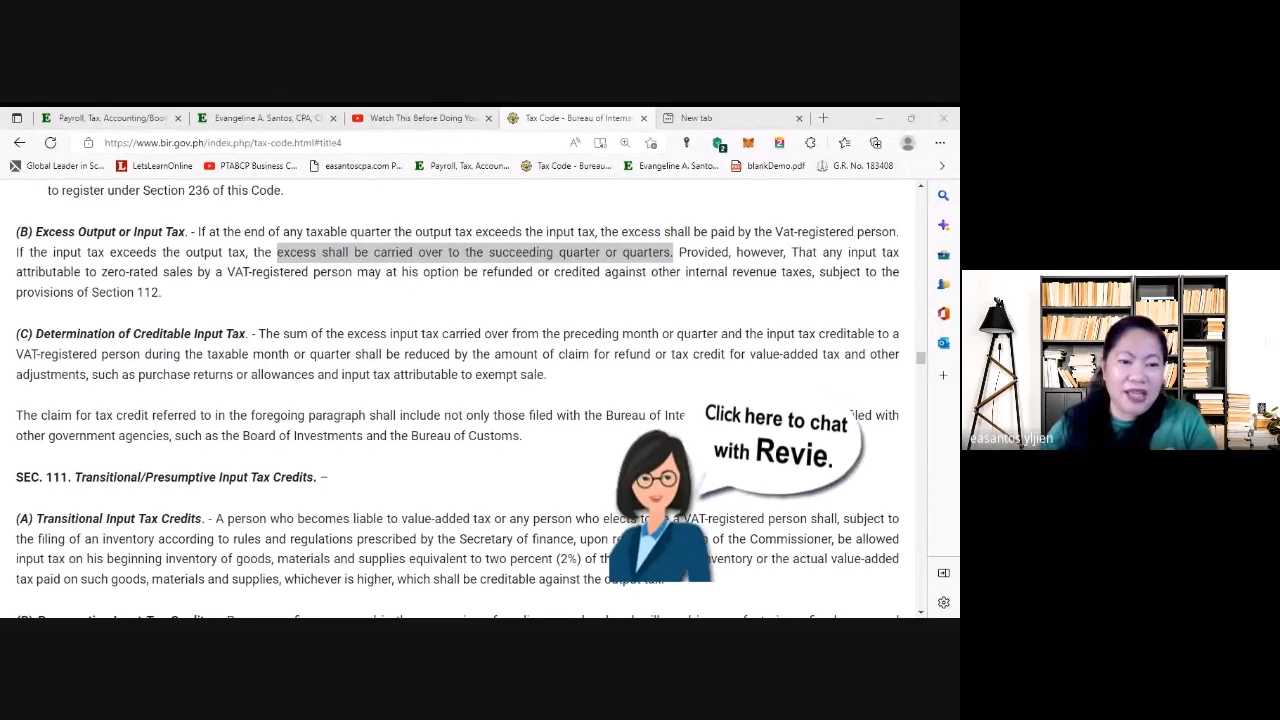 Payroll, Tax, Accounting/Boo
Evangeline A. Santos, CPA, C
Watch This Before Doing You
Tax Code - Bureau of Interna
New tab
https://www.bir.gov.ph/index.php/tax-code.html#title4
Global Leader in Sc...
LetsLearnOnline
PTABCP Business C...
easantoscpa.com P...
Payroll, Tax, Accoun...
Tax Code - Bureau...
Evangeline A. Santo...
blankDemo.pdf
G.R. No. 183408
to register under Section 236 of this Code.
(B) Excess Output or Input Tax. - If at the end of any taxable quarter the output tax exceeds the input tax, the excess shall be paid by the Vat-registered person.
If the input tax exceeds the output tax, the excess shall be carried over to the succeeding quarter or quarters. Provided, however, That any input tax
attributable to zero-rated sales by a VAT-registered person may at his option be refunded or credited against other internal revenue taxes, subject to the
provisions of Section 112.
(C) Determination of Creditable Input Tax. - The sum of the excess input tax carried over from the preceding month or quarter and the input tax creditable to a
VAT-registered person during the taxable month or quarter shall be reduced by the amount of claim for refund or tax credit for value-added tax and other
adjustments, such as purchase returns or allowances and input tax attributable to exempt sale.
The claim for tax credit referred to in the foregoing paragraph shall include not only those filed with the Bureau of Inte led with
other government agencies, such as the Board of Investments and the Bureau of Customs.
Click here to chat
with Revie.
easantos yljien
SEC. 111. Transitional/Presumptive Input Tax Credits. –
(A) Transitional Input Tax Credits. - A person who becomes liable to value-added tax or any person who elects to a VAT-registered person shall, subject to
the filing of an inventory according to rules and regulations prescribed by the Secretary of finance, upon of the Commissioner, be allowed
input tax on his beginning inventory of goods, materials and supplies equivalent to two percent (2%) of inventory or the actual value-added
tax paid on such goods, materials and supplies, whichever is higher, which shall be creditable against the output tax.